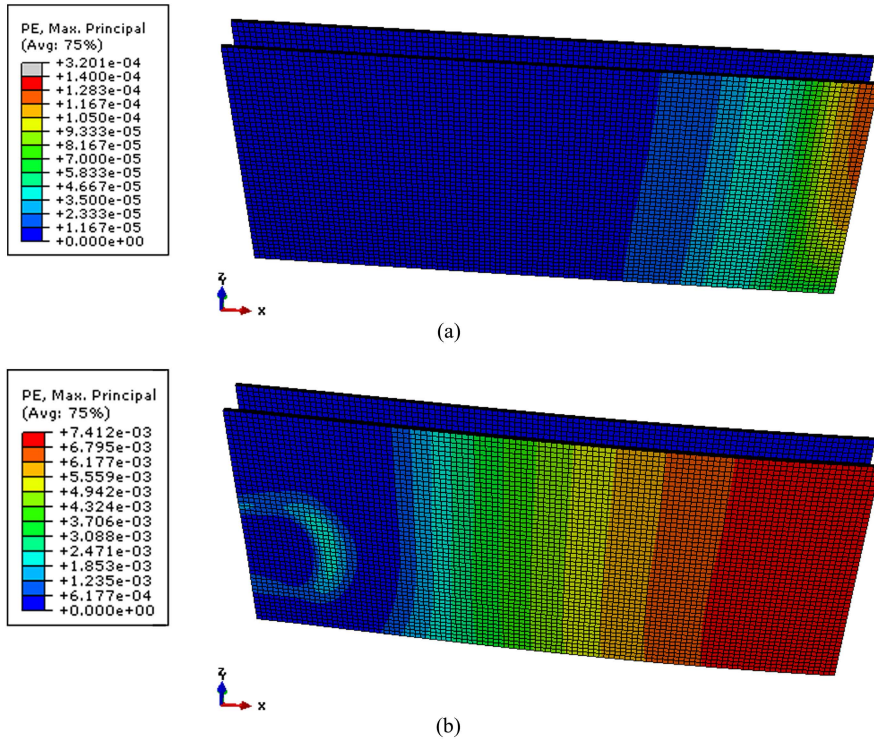 PE, Max. Principal
(Avg: 75%)
+3.201e-04
+1.400e-04
+1.283e-04
+1.167e-04
+1.050e-04
+9.333e-05
+8.167e-05
+7.000e-05
+5.833e-05
+4.667e-05
+3.500e-05
+2.333e-05
+1.167e-05
+0.000e+00
X
(a)
PE, Max. Principal
(Avg: 75%)
+7.412e-03
+6.795e-03
+6.177e-03
+5.559e-03
+4.942e-03
+4.324e-03
+3.706e-03
+3.088e-03
+2.471e-03
+1.853e-03
+1.235e-03
+6.177e-04
+0.000e+00
X
(b)